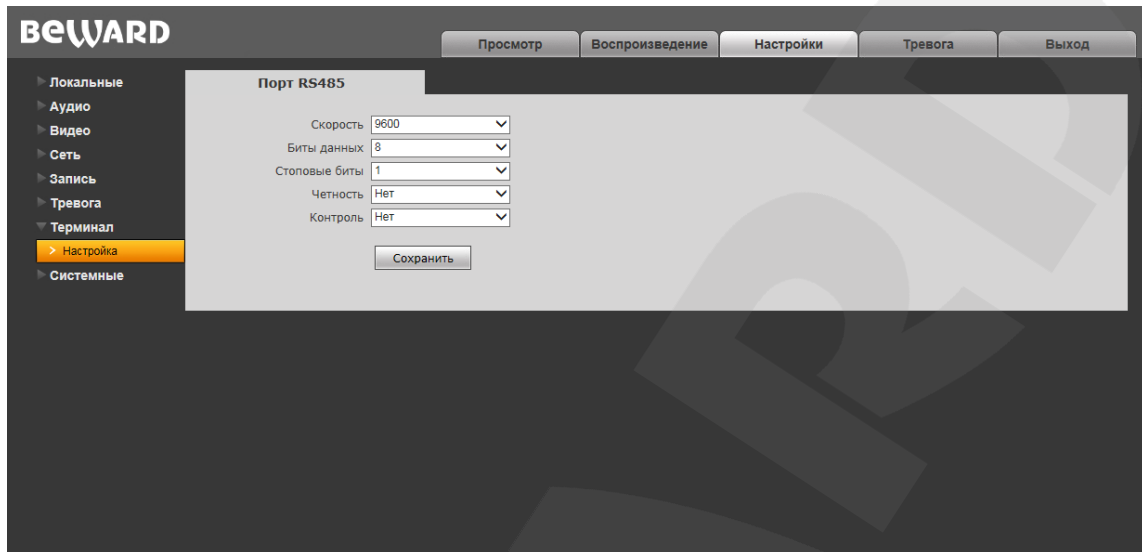 BEWARD
Просмотр
Воспроизведение
Настройки
Тревога
Выход
Локальные
Аудио
Видео
Сеть
Запись
Тревога
Терминал
> Настройка
Системные
Порт RS485
Скорость 9600
Биты данных 8
Стоповые биты 1
Четность Нет
Контроль Нет
Сохранить